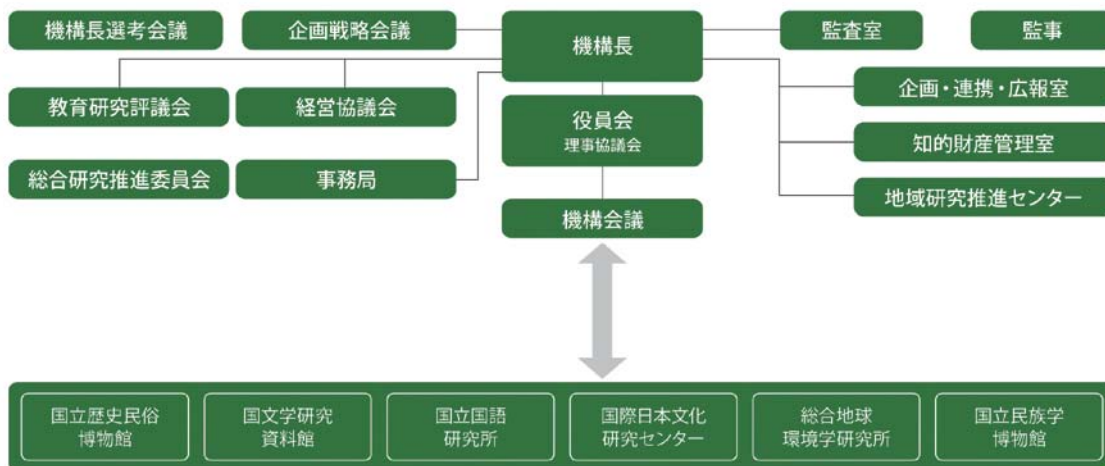 機構長選考会議
企画戦略会議
機構長
監査室
監事
教育研究評議会
経営協議会
役員会
理事協議会
企画・連携・広報室
知的財産管理室
総合研究推進委員会
事務局
地域研究推進センター
機構会議
国立歴史民俗
博物館
国文学研究
資料館
国立国語
研究所
国際日本文化
研究センター
総合地球
環境学研究所
国立民族学
博物館